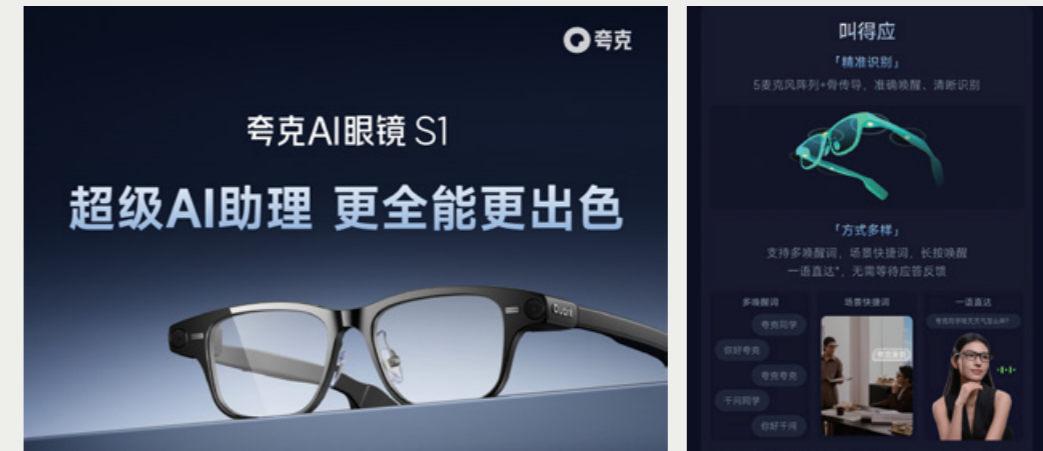 夸克
夸克AI眼镜 S1
超级AI助理 更全能更出色
Quark
叫得应
「精准识别」
5麦克风阵列+骨传导，准确唤醒、清晰识别
「方式多样」
支持多唤醒词，场景快捷词，长按唤醒
一语直达*，无需等待应答反馈
多唤醒词
夸克同学
你好夸克
夸克夸克
千问同学
你好千问
场景快捷词
一语直达